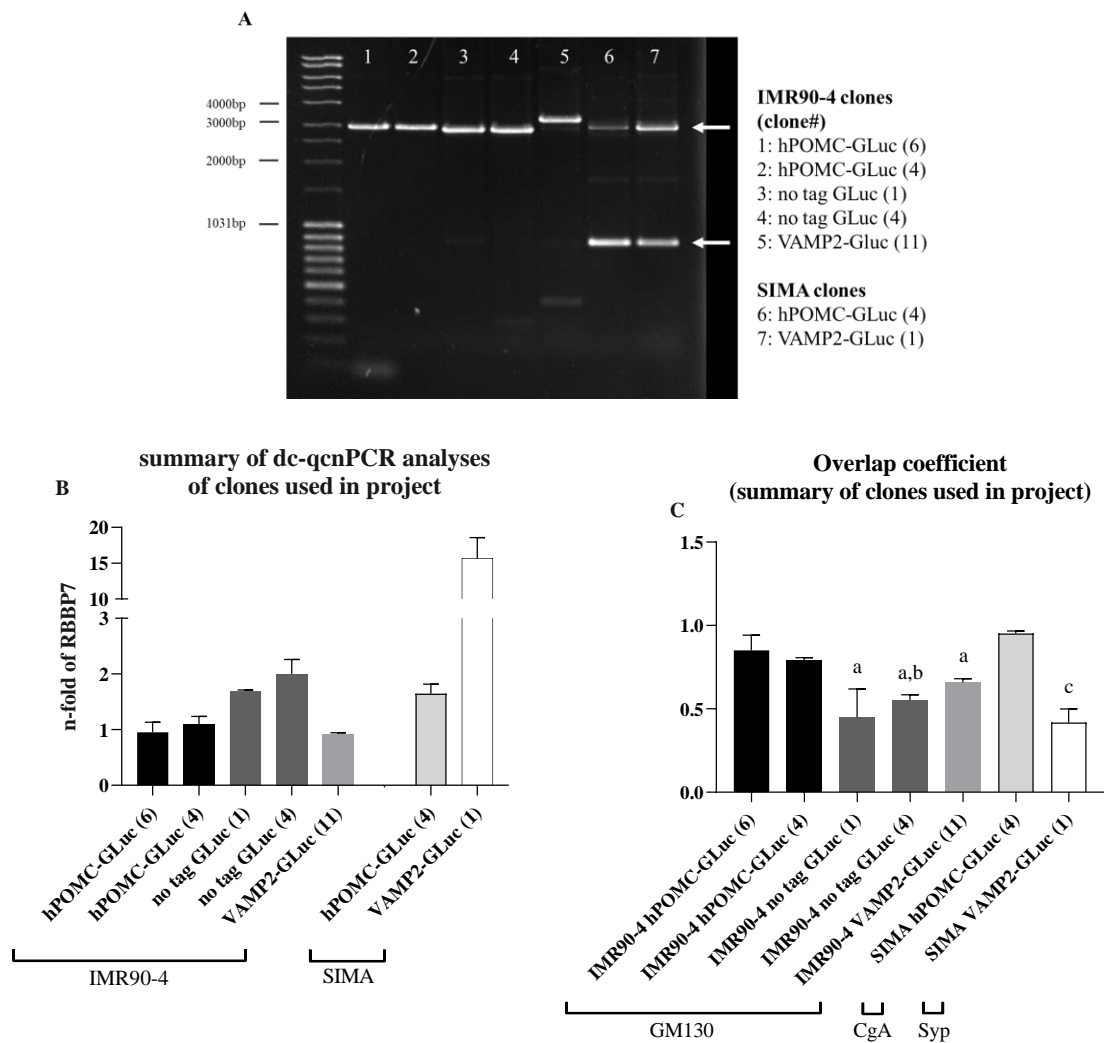 A
1 2 3 4 5 6 7
4000bp
3000bp
2000bp
1031bp
IMR90-4 clones
(clone#)
1: hPOMC-GLuc (6)
2: hPOMC-GLuc (4)
3: no tag GLuc (1)
4: no tag GLuc (4)
5: VAMP2-Gluc (11)
SIMA clones
6: hPOMC-GLuc (4)
7: VAMP2-GLuc (1)
B
summary of dc-qcnPCR analyses
of clones used in project
n-fold of RBBP7
20
15
10
3
2
1
0
hPOMC-GLuc (6)
hPOMC-GLuc (4)
no tag GLuc (1)
no tag GLuc (4)
VAMP2-GLuc (11)
hPOMC-GLuc (4)
VAMP2-GLuc (1)
IMR90-4
SIMA
C
Overlap coefficient
(summary of clones used in project)
1.5
1.0
0.5
0.0
a
a,b
a
c
IMR90-4 hPOMC-GLuc (6)
IMR90-4 hPOMC-GLuc (4)
IMR90-4 no tag GLuc (1)
IMR90-4 no tag GLuc (4)
IMR90-4 VAMP2-GLuc (11)
SIMA hPOMC-GLuc (4)
SIMA VAMP2-GLuc (1)
GM130
CgA
Syp